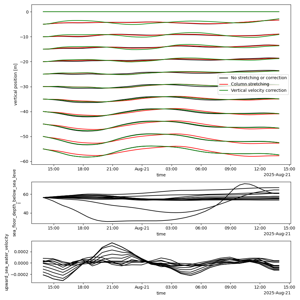 0
−10
−20
−30
−40
−50
−60
vertical position [m]
No stretching or correction
Column stretching
Vertical velocity correction
15:00
18:00
21:00
Aug-21
03:00
06:00
09:00
12:00
15:00
time
2025-Aug-21
sea_floor_depth_below_sea_level
60
40
15:00
18:00
21:00
Aug-21
03:00
06:00
09:00
12:00
15:00
time
2025-Aug-21
upward_sea_water_velocity
0.0002
0.0000
−0.0002
15:00
18:00
21:00
Aug-21
03:00
06:00
09:00
12:00
15:00
time
2025-Aug-21